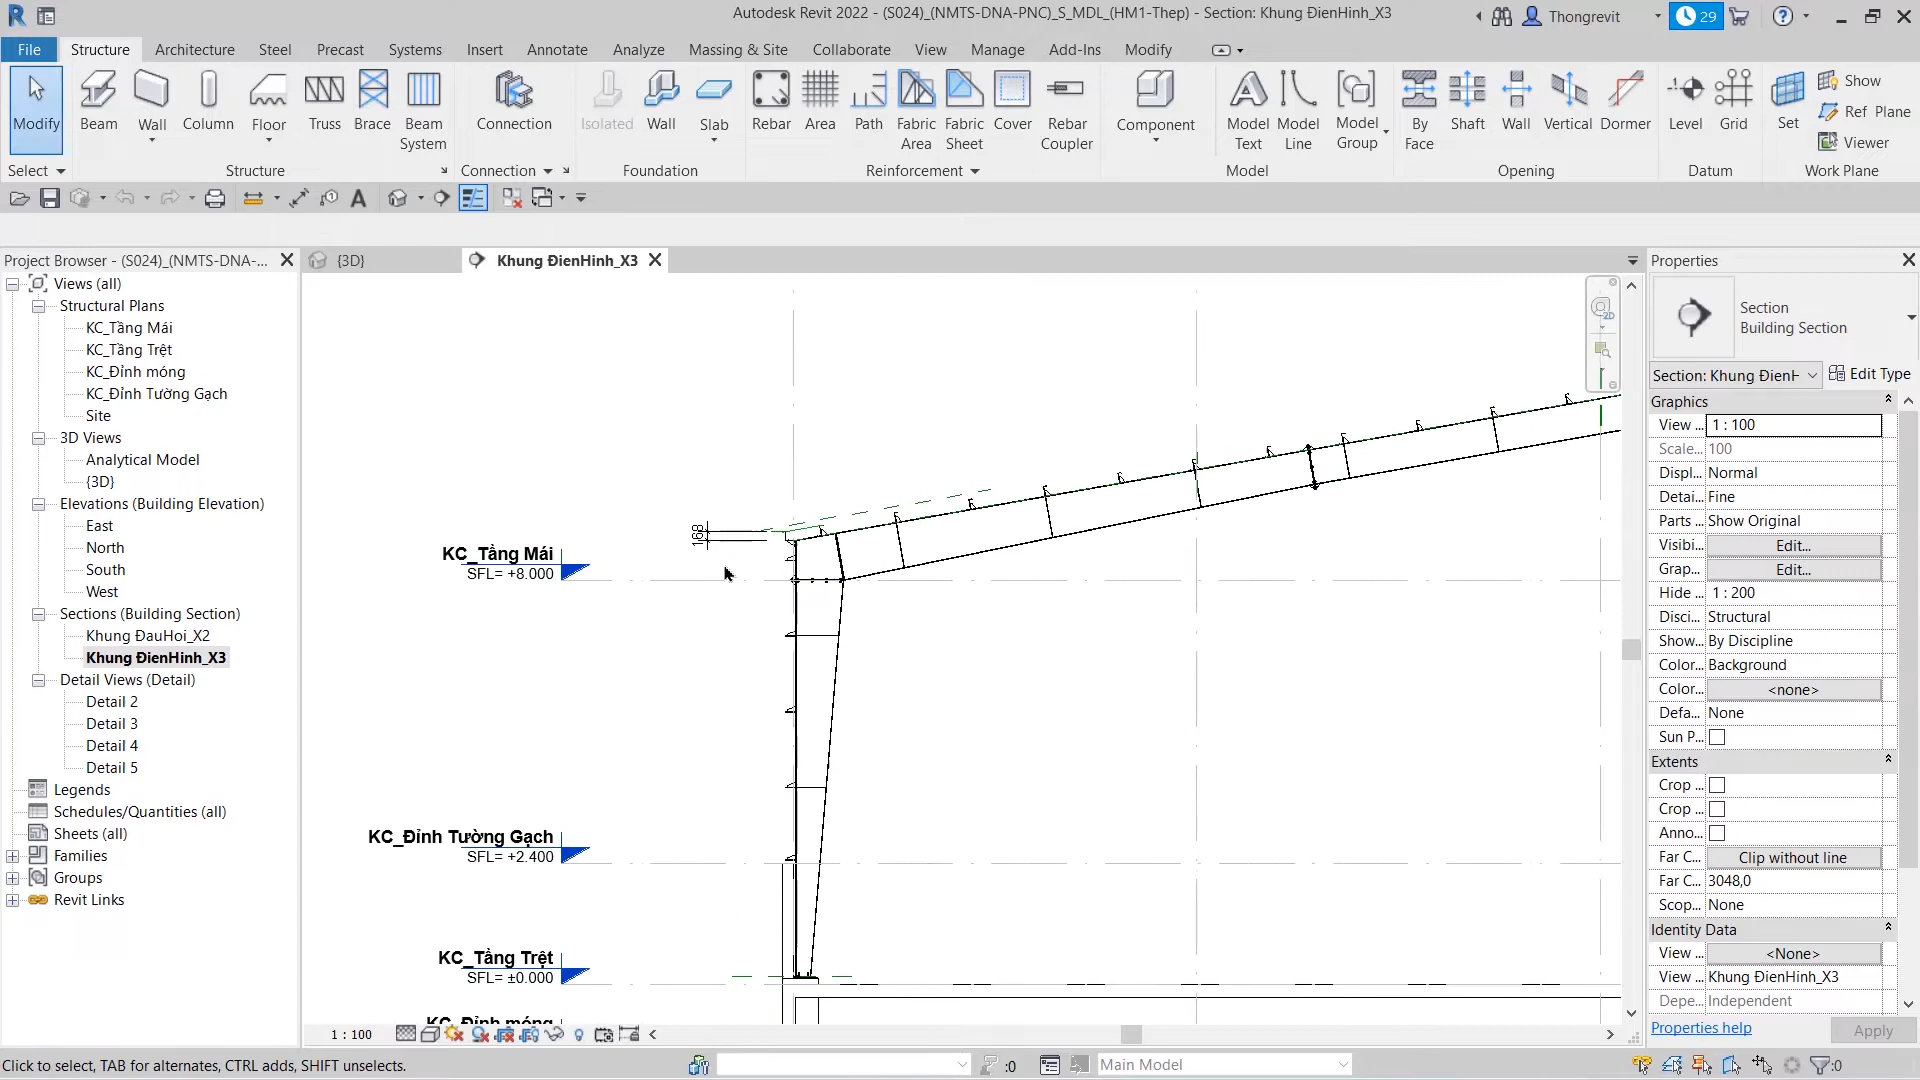 Autodesk Revit 2022 - (S024)_(NMTS-DNA-PNC)_S_MDL_(HM1-Thep) - Section: Khung ĐienHinh_X3
Thongrevit
29
File Structure Architecture Steel Precast Systems Insert Annotate Analyze Massing & Site Collaborate View Manage Add-Ins Modify
Modify Beam Wall Column Floor Truss Brace Beam System Connection Isolated Wall Slab Rebar Area Path Fabric Area Fabric Sheet Cover Rebar Coupler Component Model Text Model Line Model Group By Face Shaft Wall Vertical Dormer Level Grid Set Show Ref Plane Viewer
Select Structure Connection Foundation Reinforcement Model Opening Datum Work Plane
Project Browser - (S024)_(NMTS-DNA-...
Views (all)
Structural Plans
KC_Tầng Mái
KC_Tầng Trệt
KC_Đỉnh móng
KC_Đỉnh Tường Gạch
Site
3D Views
Analytical Model
{3D}
Elevations (Building Elevation)
East
North
South
West
Sections (Building Section)
Khung ĐauHoi_X2
Khung ĐienHinh_X3
Detail Views (Detail)
Detail 2
Detail 3
Detail 4
Detail 5
Legends
Schedules/Quantities (all)
Sheets (all)
Families
Groups
Revit Links
{3D}
Khung ĐienHinh_X3
2D
168
KC_Tầng Mái
SFL= +8.000
KC_Đỉnh Tường Gạch
SFL= +2.400
KC_Tầng Trệt
SFL= ±0.000
KC_Đỉnh móng
1 : 100
Properties
Section
Building Section
Section: Khung ĐienH
Edit Type
Graphics
View ... 1 : 100
Scale... 100
Displ... Normal
Detai... Fine
Parts ... Show Original
Visibi... Edit...
Grap... Edit...
Hide ... 1 : 200
Disci... Structural
Show... By Discipline
Color... Background
Color... <none>
Defa... None
Sun P...
Extents
Crop ...
Crop ...
Anno...
Far C... Clip without line
Far C... 3048,0
Scop... None
Identity Data
View ... <None>
View ... Khung ĐienHinh_X3
Depe... Independent
Properties help
Apply
Click to select, TAB for alternates, CTRL adds, SHIFT unselects.
:0
Main Model
:0